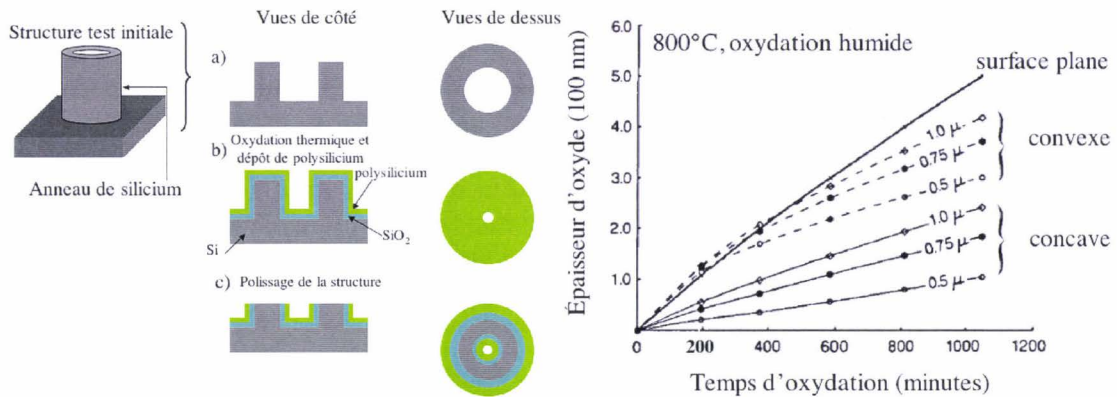 Structure test initiale
Anneau de silicium
Vues de côté
Vues de dessus
a)
Oxydation thermique et
dépôt de polysilicium
b)
polysilicium
SiO2
Si
c)
Polissage de la structure
800°C, oxydation humide
surface plane
1.0 μ
0.75 μ
0.5 μ
convexe
1.0 μ
0.75 μ
0.5 μ
concave
Épaisseur d'oxyde (100 nm)
6.0
5.0
4.0
3.0
2.0
1.0
0
200
400
600
800
1000
1200
Temps d'oxydation (minutes)